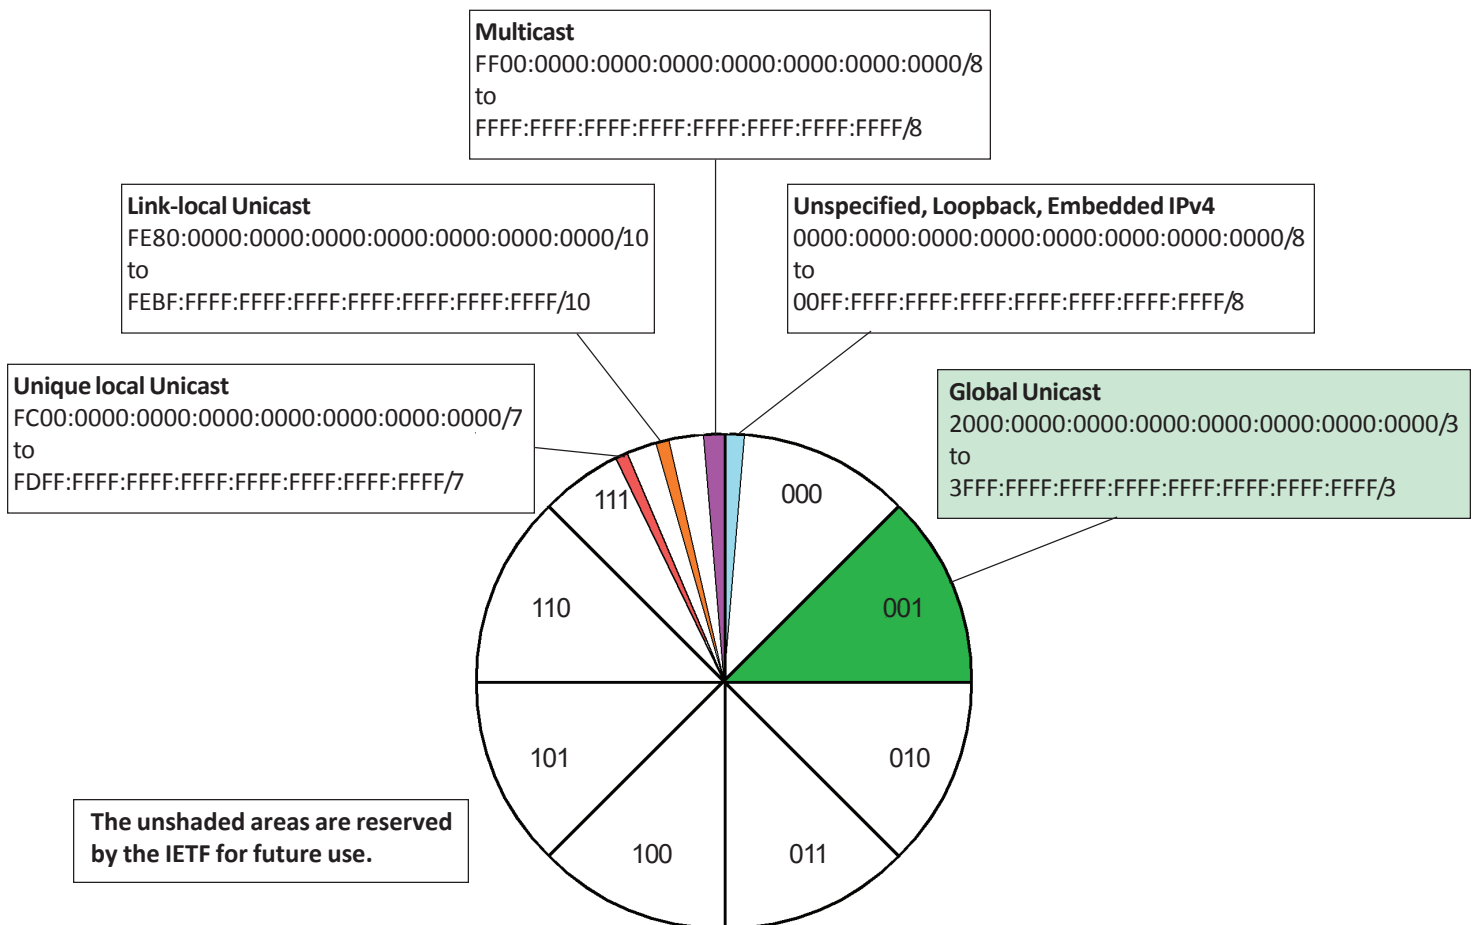 Multicast
FF00:0000:0000:0000:0000:0000:0000:0000/8
to
FFFF:FFFF:FFFF:FFFF:FFFF:FFFF:FFFF:FFFF/8
Link-local Unicast
FE80:0000:0000:0000:0000:0000:0000:0000/10
to
FEBF:FFFF:FFFF:FFFF:FFFF:FFFF:FFFF:FFFF/10
Unspecified, Loopback, Embedded IPv4
0000:0000:0000:0000:0000:0000:0000:0000/8
to
00FF:FFFF:FFFF:FFFF:FFFF:FFFF:FFFF:FFFF/8
Unique local Unicast
FC00:0000:0000:0000:0000:0000:0000:0000/7
to
FDFF:FFFF:FFFF:FFFF:FFFF:FFFF:FFFF:FFFF/7
Global Unicast
2000:0000:0000:0000:0000:0000:0000:0000/3
to
3FFF:FFFF:FFFF:FFFF:FFFF:FFFF:FFFF:FFFF/3
111
000
110
001
101
010
100
011
The unshaded areas are reserved
by the IETF for future use.